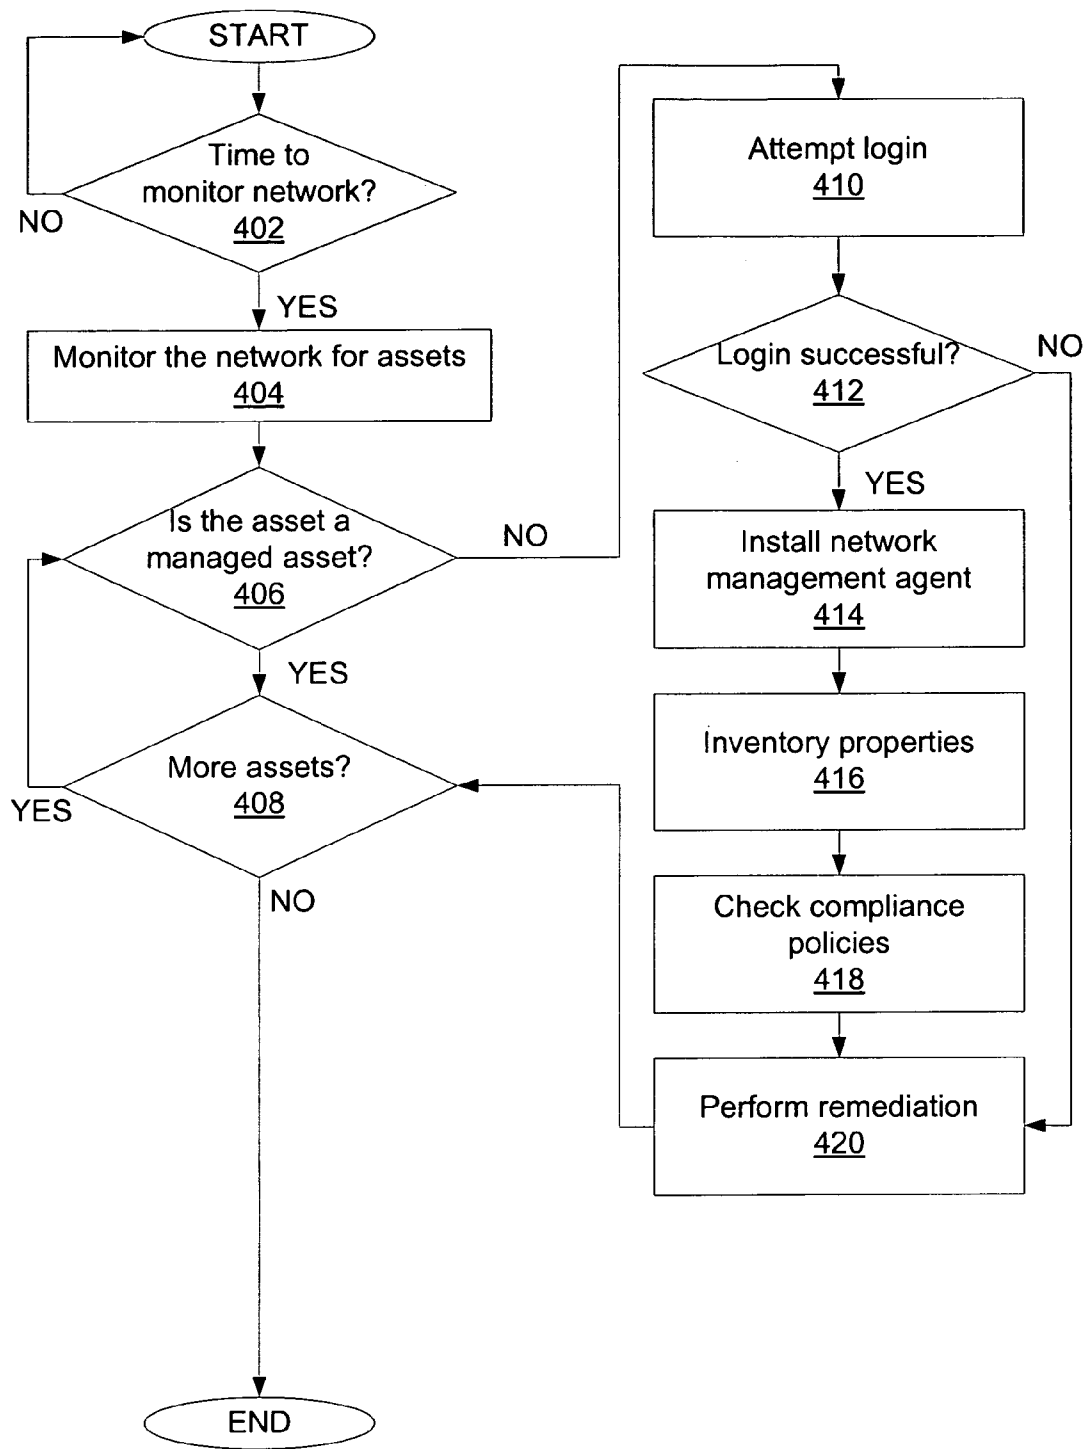 START
Time to
monitor network?
402
NO
YES
Monitor the network for assets
404
Is the asset a
managed asset?
406
NO
YES
More assets?
408
YES
NO
END
Attempt login
410
Login successful?
412
NO
YES
Install network
management agent
414
Inventory properties
416
Check compliance
policies
418
Perform remediation
420